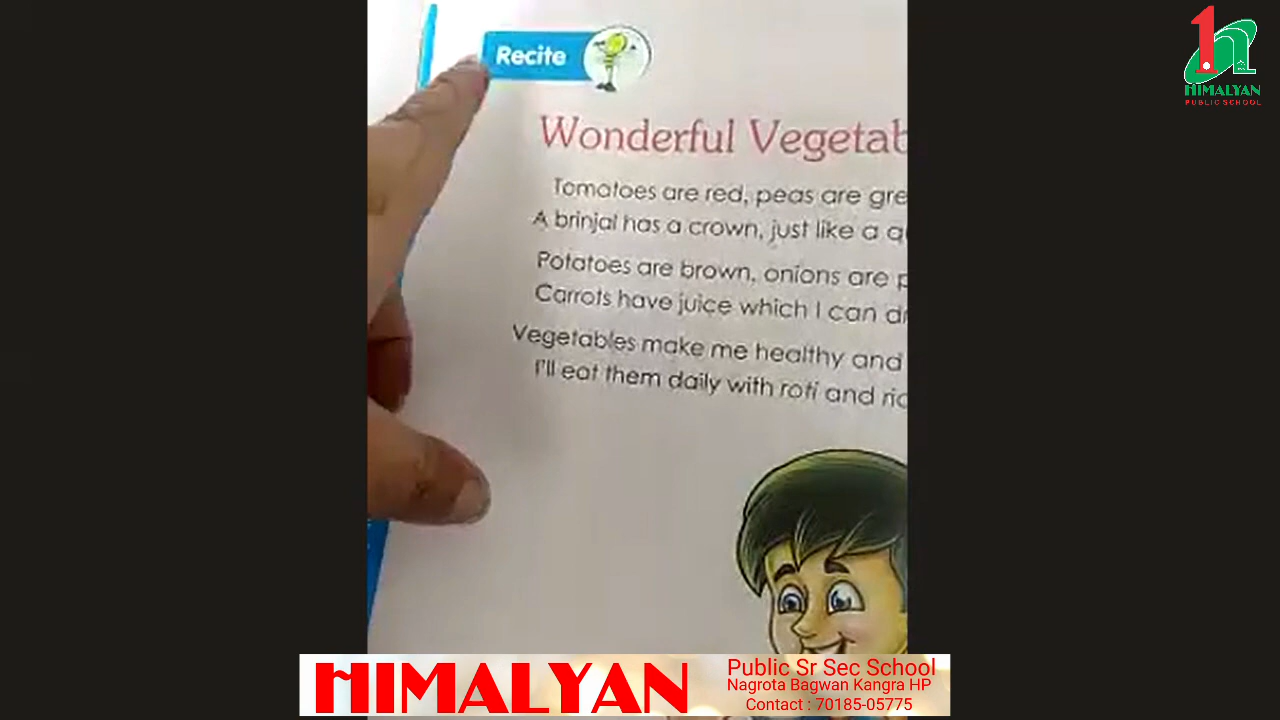 Recite
Wonderful Vegetab
Tomatoes are red, peas are gre
A brinjal has a crown, just like a q
Potatoes are brown, onions are p
Carrots have juice which I can dr
Vegetables make me healthy and
I'll eat them daily with roti and ric
HIMALYAN
PUBLIC SCHOOL
HIMALYAN
Public Sr Sec School
Nagrota Bagwan Kangra HP
Contact : 70185-05775